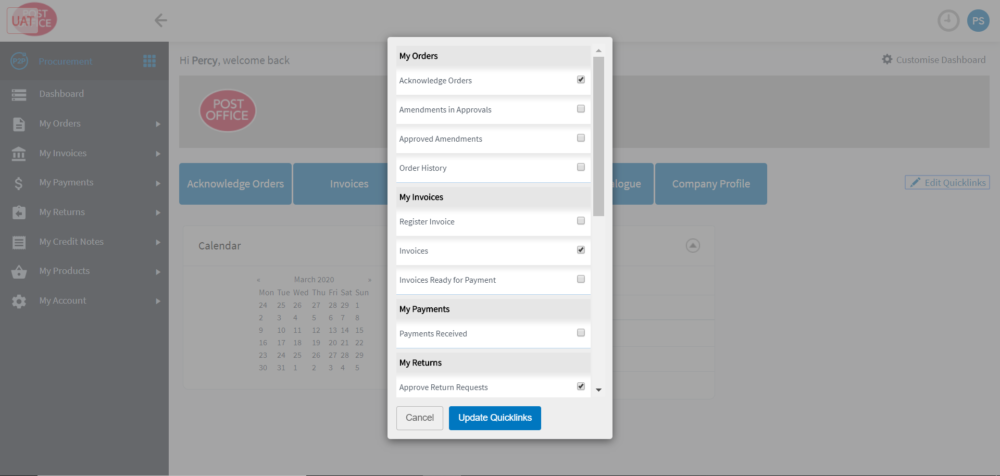 UAT
POST
OFFICE
PS
P2P
Procurement
Dashboard
My Orders
My Invoices
My Payments
My Returns
My Credit Notes
My Products
My Account
Hi Percy, welcome back
Customise Dashboard
POST
OFFICE
Acknowledge Orders
Invoices
alogue
Company Profile
Edit Quicklinks
Calendar
« March 2020 »
Mon Tue Wed Thu Fri Sat Sun
24 25 26 27 28 29 1
2 3 4 5 6 7 8
9 10 11 12 13 14 15
16 17 18 19 20 21 22
23 24 25 26 27 28 29
30 31 1 2 3 4 5
My Orders
Acknowledge Orders
Amendments in Approvals
Approved Amendments
Order History
My Invoices
Register Invoice
Invoices
Invoices Ready for Payment
My Payments
Payments Received
My Returns
Approve Return Requests
Cancel
Update Quicklinks